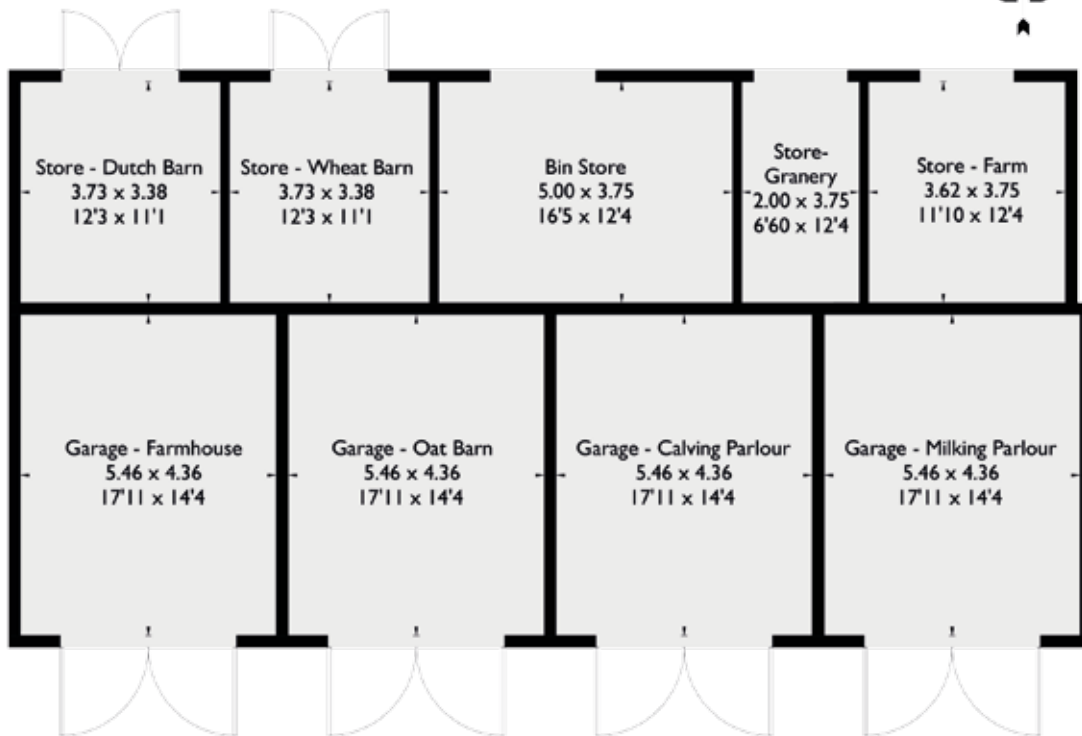 Store - Dutch Barn
3.73 x 3.38
12'3 x 11'1
Store - Wheat Barn
3.73 x 3.38
12'3 x 11'1
Bin Store
5.00 x 3.75
16'5 x 12'4
Store-
Granery
2.00 x 3.75
6'60 x 12'4
Store - Farm
3.62 x 3.75
11'10 x 12'4
Garage - Farmhouse
5.46 x 4.36
17'11 x 14'4
Garage - Oat Barn
5.46 x 4.36
17'11 x 14'4
Garage - Calving Parlour
5.46 x 4.36
17'11 x 14'4
Garage - Milking Parlour
5.46 x 4.36
17'11 x 14'4